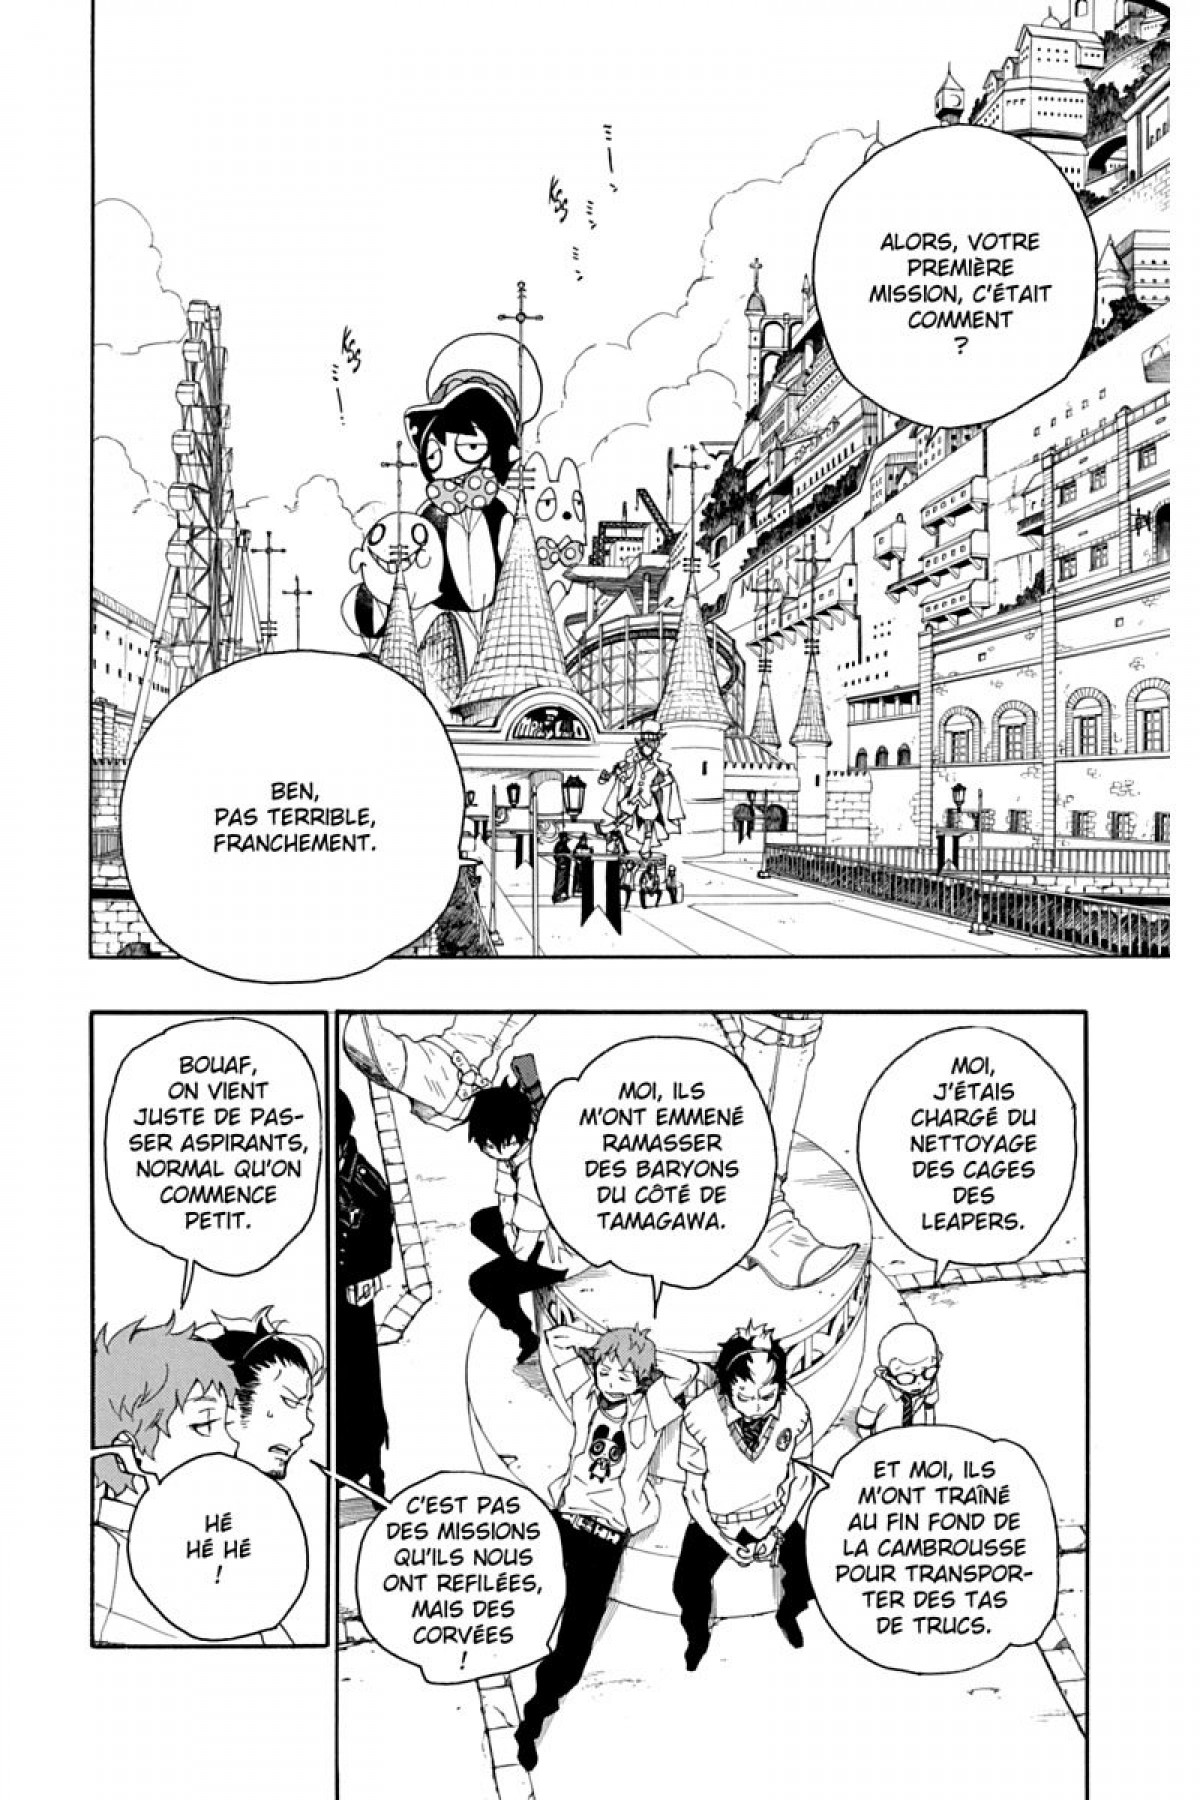 ALORS, VOTRE
PREMIÈRE
MISSION, C'ÉTAIT
COMMENT
?
KSS
KSS
BEN,
PAS TERRIBLE,
FRANCHEMENT.
MOI,
J'ÉTAIS
CHARGÉ DU
NETTOYAGE
DES CAGES
DES
LEAPERS.
MOI, ILS
M'ONT EMMENÉ
RAMASSER
DES BARYONS
DU CÔTÉ DE
TAMAGAWA.
ET MOI, ILS
M'ONT TRAÎNÉ
AU FIN FOND DE
LA CAMBROUSSE
POUR TRANSPOR-
TER DES TAS
DE TRUCS.
C'EST PAS
DES MISSIONS
QU'ILS NOUS
ONT REFILÉES,
MAIS DES
CORVÉES
!
BOUAF,
ON VIENT
JUSTE DE PAS-
SER ASPIRANTS,
NORMAL QU'ON
COMMENCE
PETIT.
HÉ
HÉ HÉ
!